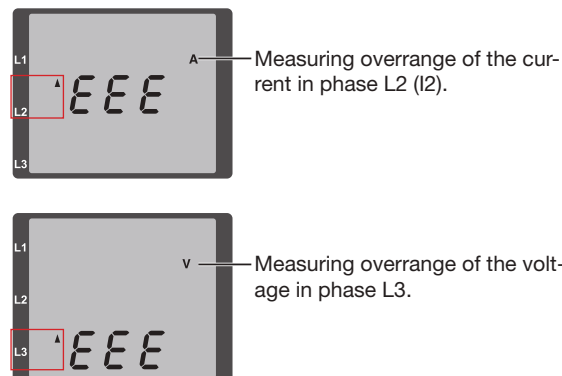 L1
A
Measuring overrange of the cur-
rent in phase L2 (I2).
L2
EEE
L3
L1
V
Measuring overrange of the volt-
age in phase L3.
L2
L3
EEE